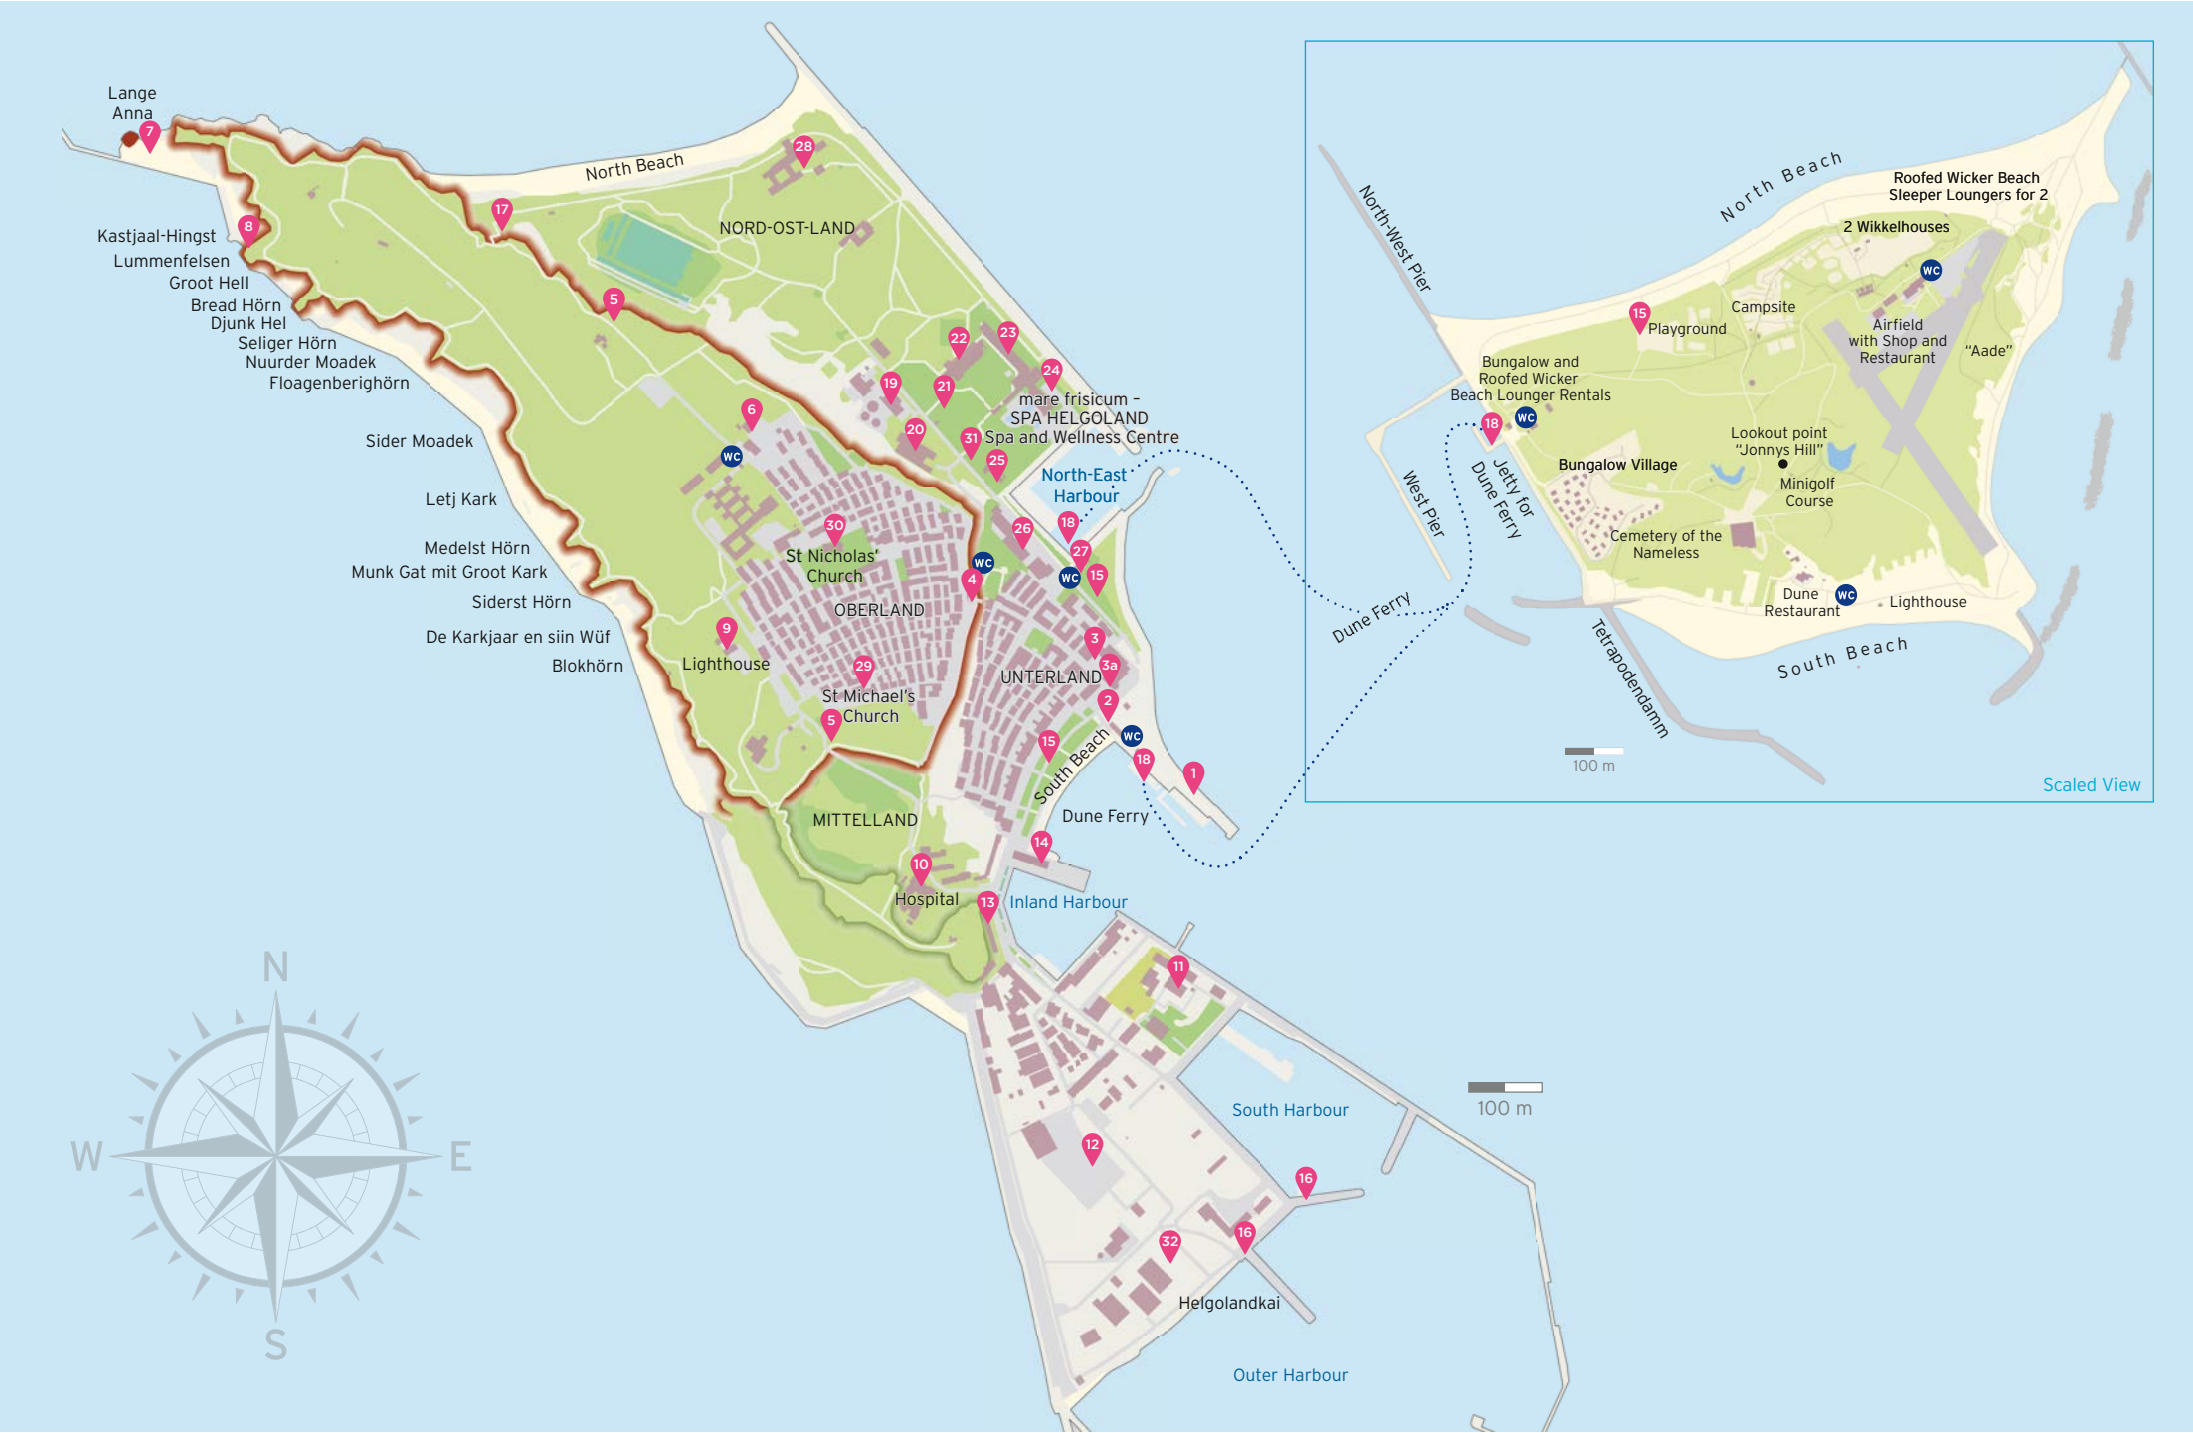 Lange
Anna
7
8
Kastjaal-Hingst
Lummenfelsen
Groot Hell
Bread Hörn
Djunk Hel
Seliger Hörn
Nuurder Moadek
Floagenberighörn
Sider Moadek
Letj Kark
Medelst Hörn
Munk Gat mit Groot Kark
Siderst Hörn
De Karkjaar en siin Wüf
Blokhörn
North Beach
28
17
NORD-OST-LAND
5
22
23
24
19
21
mare frisicum –
SPA HELGOLAND
Spa and Wellness Centre
20
31
25
6
WC
North-East
Harbour
30
St Nicholas'
Church
26
18
27
WC
WC
15
4
OBERLAND
9
Lighthouse
29
St Michael's
Church
5
3
3a
UNTERLAND
2
WC
15
South Beach
18
1
Dune Ferry
MITTELLAND
14
10
Hospital
13
Inland Harbour
11
South Harbour
100 m
12
16
16
32
Helgolandkai
Outer Harbour
N
W
E
S
Dune Ferry
North-West Pier
North Beach
Roofed Wicker Beach
Sleeper Loungers for 2
2 Wikkelhouses
WC
15
Playground
Campsite
Airfield
with Shop and
Restaurant
“Aade”
Bungalow and
Roofed Wicker
Beach Lounger Rentals
18
WC
Jetty for
Dune Ferry
West Pier
Bungalow Village
Lookout point
“Jonnys Hill”
Minigolf
Course
Cemetery of the
Nameless
Dune
Restaurant
WC
Lighthouse
South Beach
Tetrapodendamm
100 m
Scaled View